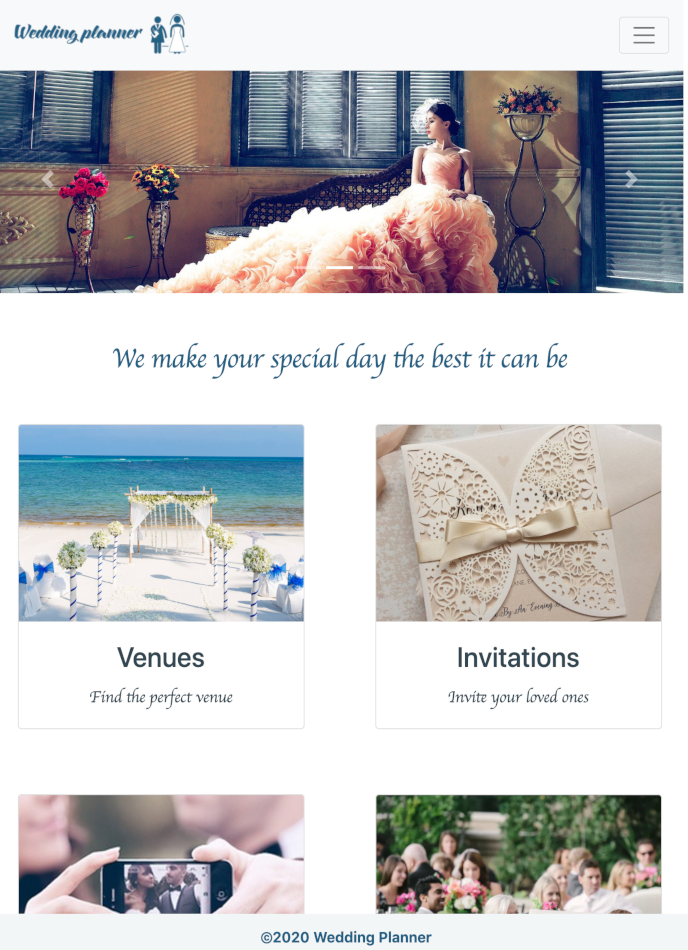 Wedding planner
We make your special day the best it can be
Venues
Find the perfect venue
Invitations
Invite your loved ones
©2020 Wedding Planner